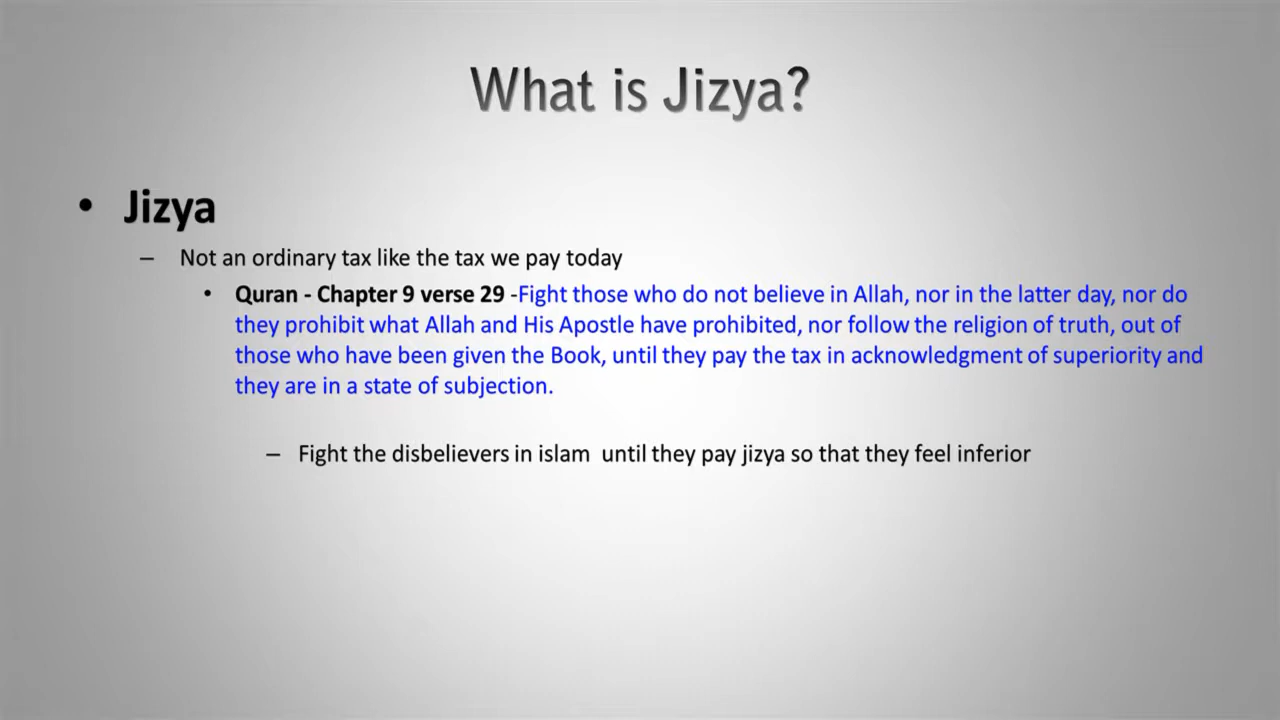 What is Jizya?
• Jizya
– Not an ordinary tax like the tax we pay today
• Quran - Chapter 9 verse 29 -Fight those who do not believe in Allah, nor in the latter day, nor do
they prohibit what Allah and His Apostle have prohibited, nor follow the religion of truth, out of
those who have been given the Book, until they pay the tax in acknowledgment of superiority and
they are in a state of subjection.
– Fight the disbelievers in islam  until they pay jizya so that they feel inferior